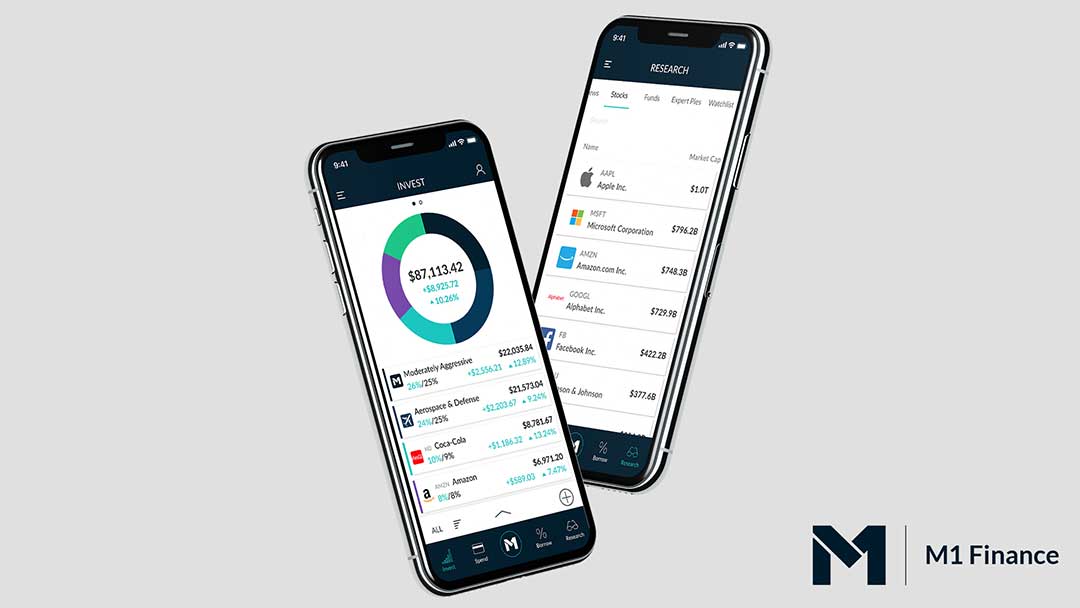 9:41
INVEST
$87,113.42
+$8,925.72
▲10.26%
Moderately Aggressive $22,035.84
26%/25% +$2,556.21 ▲12.89%
Aerospace & Defense $21,573.04
24%/25% +$2,203.67 ▲9.24%
Coca-Cola $8,781.67
10%/9% +$1,186.32 ▲13.24%
AMZN Amazon $6,971.20
8%/8% +$589.03 ▲7.47%
ALL
Invest Spend Borrow Research
9:41
RESEARCH
ews Stocks Funds Expert Pies Watchlist
Search
Name Market Cap
AAPL
Apple Inc. $1.0T
MSFT
Microsoft Corporation $796.2B
AMZN
Amazon.com Inc. $748.3B
Alphabet GOOGL
Alphabet Inc. $729.9B
FB
Facebook Inc. $422.2B
son & Johnson $377.6B
Borrow Research
M1 Finance